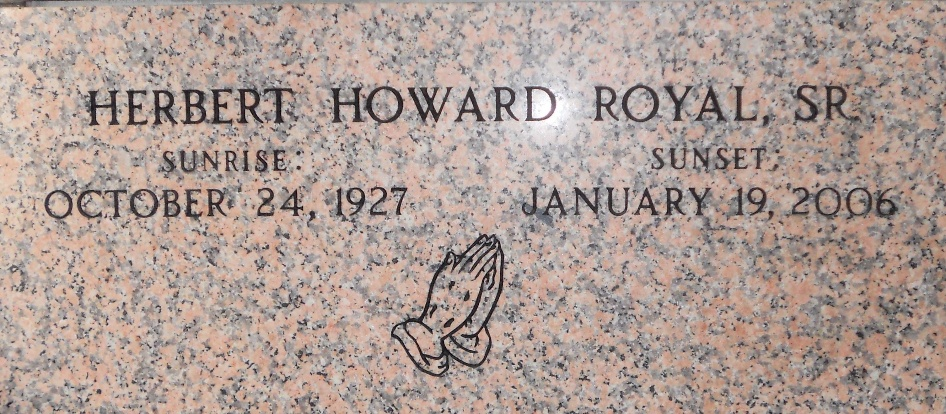 HERBERT HOWARD ROYAL, SR
SUNRISE: SUNSET:
OCTOBER 24, 1927 JANUARY 19, 2006